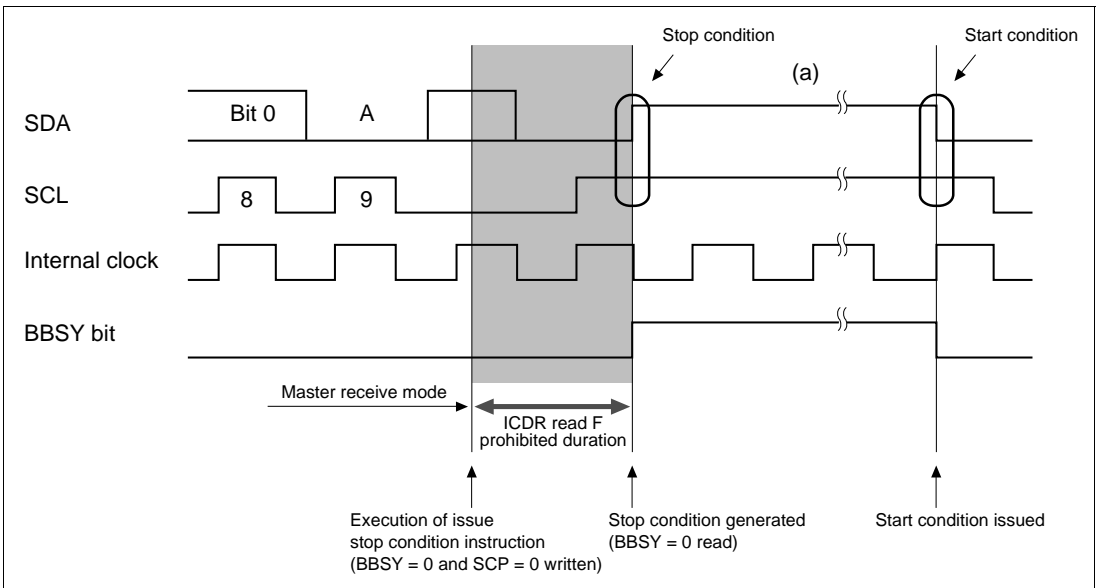 Stop condition
Start condition
(a)
SDA
Bit 0
A
SCL
8
9
Internal clock
BBSY bit
Master receive mode
ICDR read F
prohibited duration
Execution of issue
stop condition instruction
(BBSY = 0 and SCP = 0 written)
Stop condition generated
(BBSY = 0 read)
Start condition issued